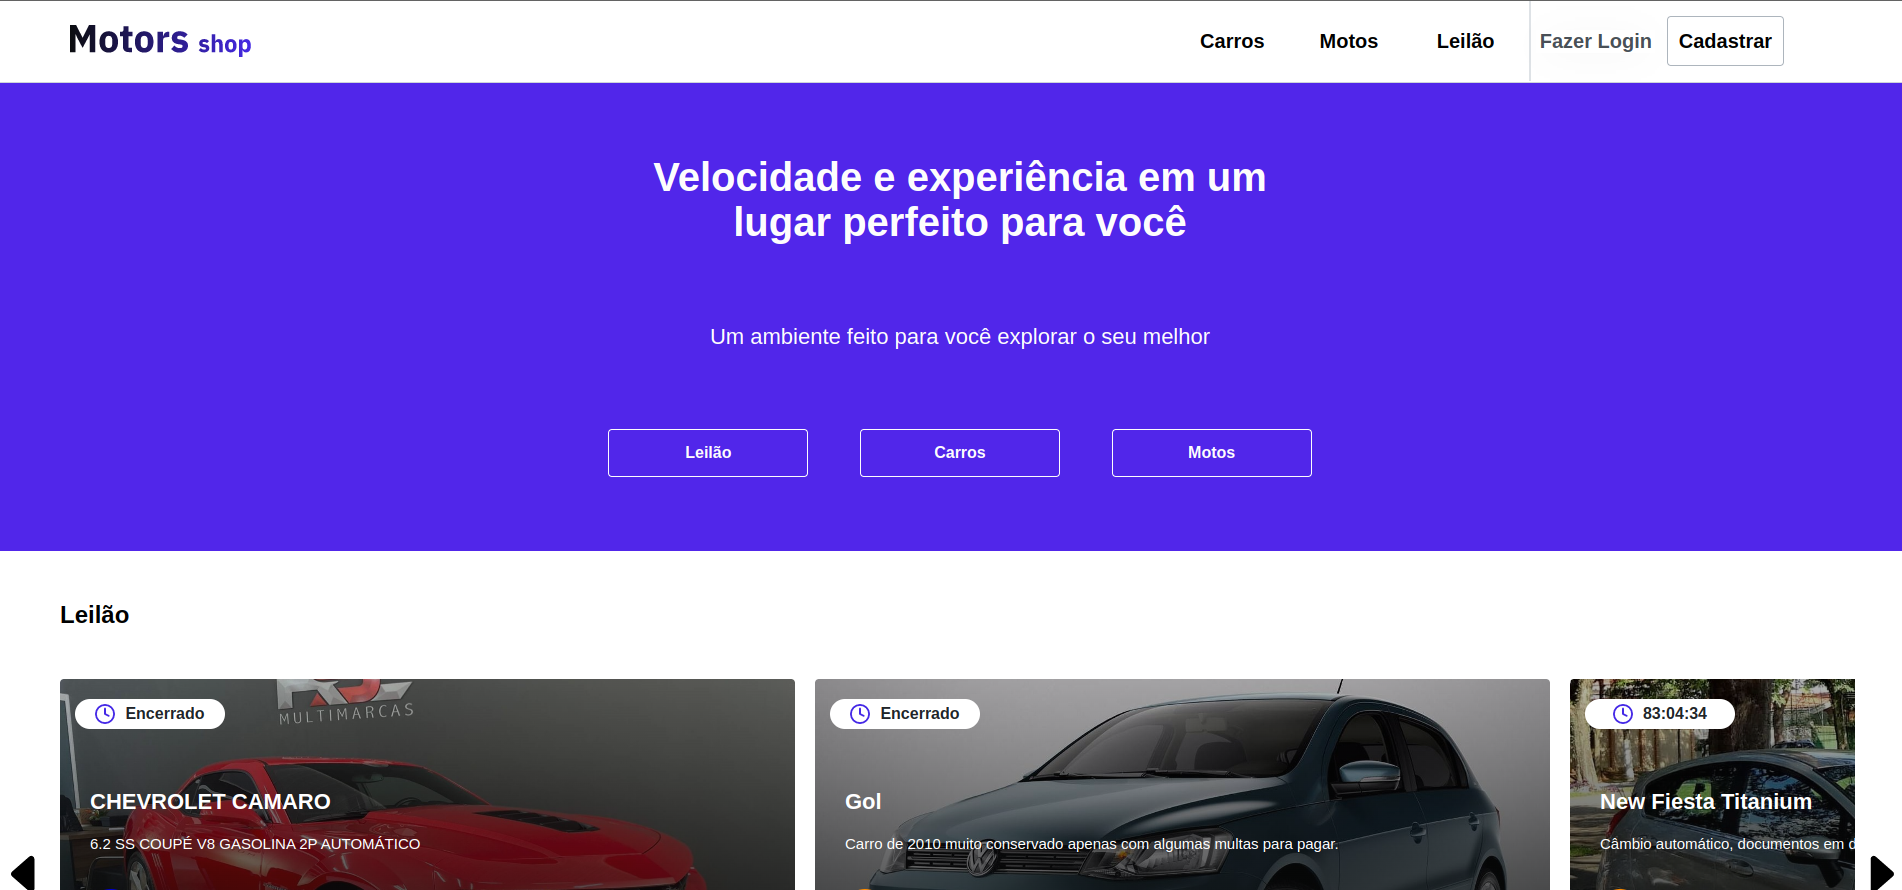 Motors shop
Carros Motos Leilão Fazer Login Cadastrar
Velocidade e experiência em um
lugar perfeito para você
Um ambiente feito para você explorar o seu melhor
Leilão Carros Motos
Leilão
MULTIMARCAS
Encerrado
CHEVROLET CAMARO
6.2 SS COUPÉ V8 GASOLINA 2P AUTOMÁTICO
Encerrado
Gol
Carro de 2010 muito conservado apenas com algumas multas para pagar.
83:04:34
New Fiesta Titanium
Câmbio automático, documentos em